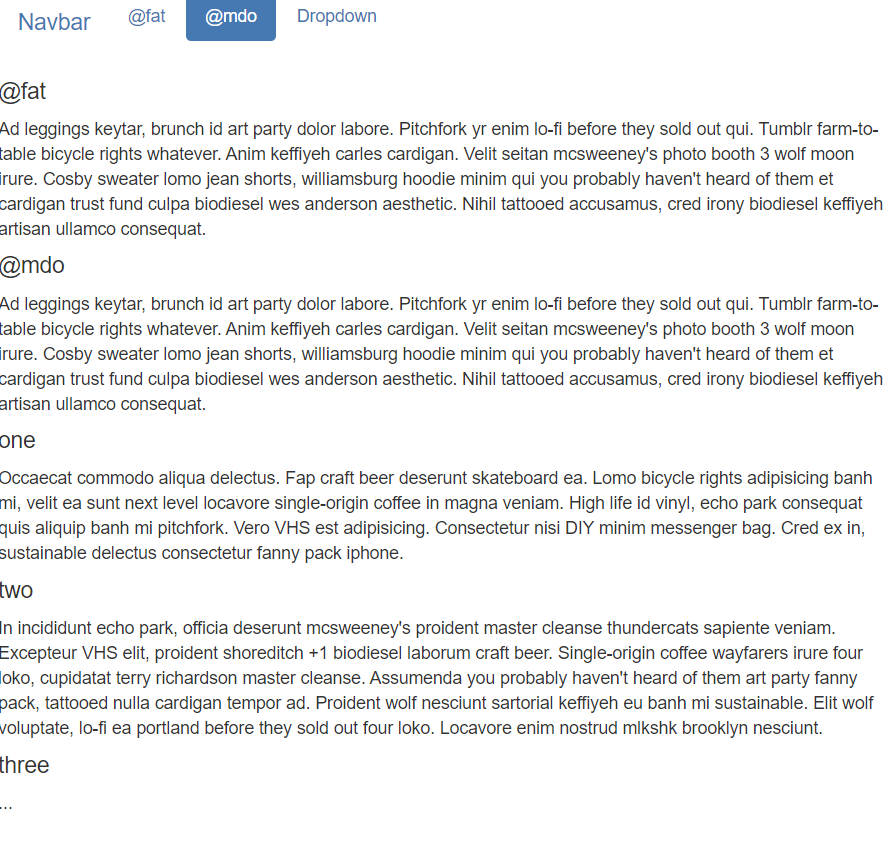 Navbar @fat @mdo Dropdown
@fat
Ad leggings keytar, brunch id art party dolor labore. Pitchfork yr enim lo-fi before they sold out qui. Tumblr farm-to-
table bicycle rights whatever. Anim keffiyeh carles cardigan. Velit seitan mcsweeney's photo booth 3 wolf moon
irure. Cosby sweater lomo jean shorts, williamsburg hoodie minim qui you probably haven't heard of them et
cardigan trust fund culpa biodiesel wes anderson aesthetic. Nihil tattooed accusamus, cred irony biodiesel keffiyeh
artisan ullamco consequat.
@mdo
Ad leggings keytar, brunch id art party dolor labore. Pitchfork yr enim lo-fi before they sold out qui. Tumblr farm-to-
table bicycle rights whatever. Anim keffiyeh carles cardigan. Velit seitan mcsweeney's photo booth 3 wolf moon
irure. Cosby sweater lomo jean shorts, williamsburg hoodie minim qui you probably haven't heard of them et
cardigan trust fund culpa biodiesel wes anderson aesthetic. Nihil tattooed accusamus, cred irony biodiesel keffiyeh
artisan ullamco consequat.
one
Occaecat commodo aliqua delectus. Fap craft beer deserunt skateboard ea. Lomo bicycle rights adipisicing banh
mi, velit ea sunt next level locavore single-origin coffee in magna veniam. High life id vinyl, echo park consequat
quis aliquip banh mi pitchfork. Vero VHS est adipisicing. Consectetur nisi DIY minim messenger bag. Cred ex in,
sustainable delectus consectetur fanny pack iphone.
two
In incididunt echo park, officia deserunt mcsweeney's proident master cleanse thundercats sapiente veniam.
Excepteur VHS elit, proident shoreditch +1 biodiesel laborum craft beer. Single-origin coffee wayfarers irure four
loko, cupidatat terry richardson master cleanse. Assumenda you probably haven't heard of them art party fanny
pack, tattooed nulla cardigan tempor ad. Proident wolf nesciunt sartorial keffiyeh eu banh mi sustainable. Elit wolf
voluptate, lo-fi ea portland before they sold out four loko. Locavore enim nostrud mlkshk brooklyn nesciunt.
three
...